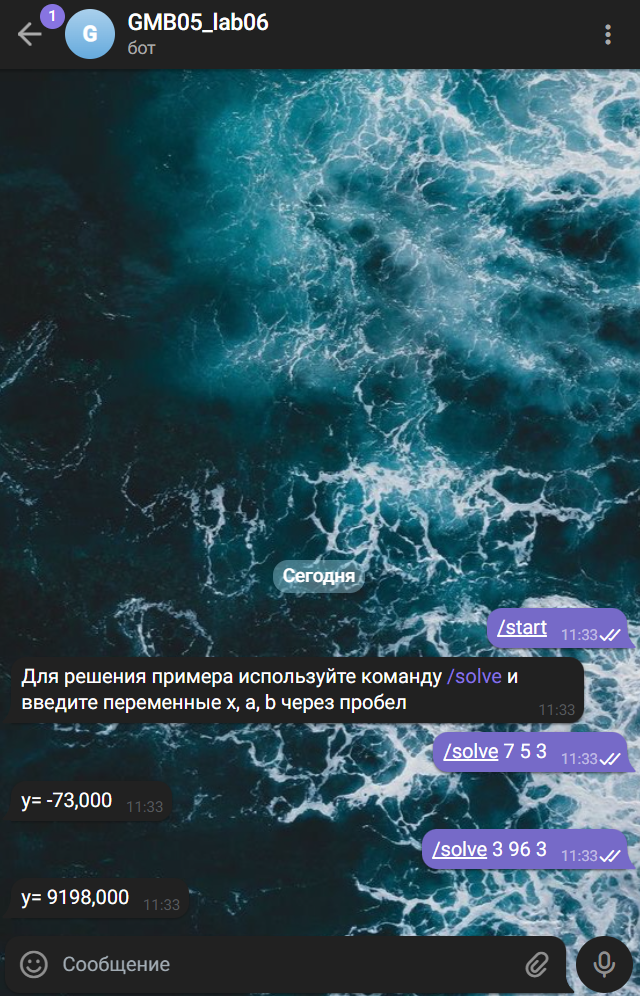 1
G
GMB05_lab06
бот
Сегодня
/start 11:33
Для решения примера используйте команду /solve и
введите переменные x, a, b через пробел
11:33
/solve 7 5 3 11:33
y= -73,000 11:33
/solve 3 96 3 11:33
y= 9198,000 11:33
Сообщение